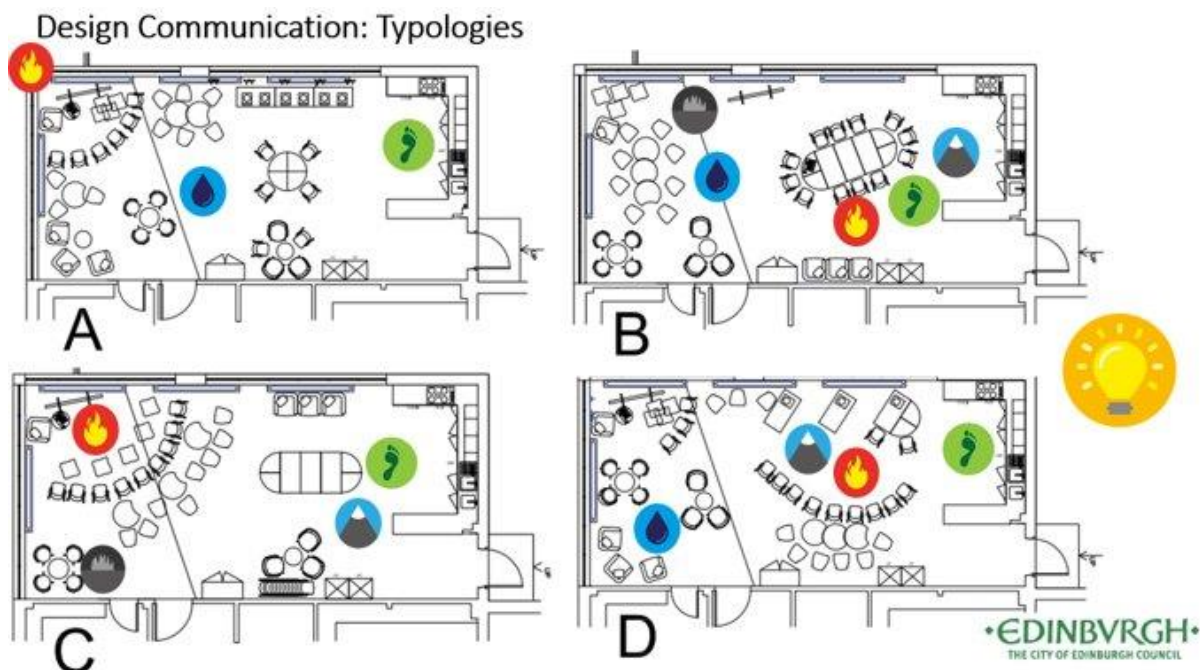 Design Communication: Typologies
A
B
C
D
•EDINBVRGH•
THE CITY OF EDINBURGH COUNCIL